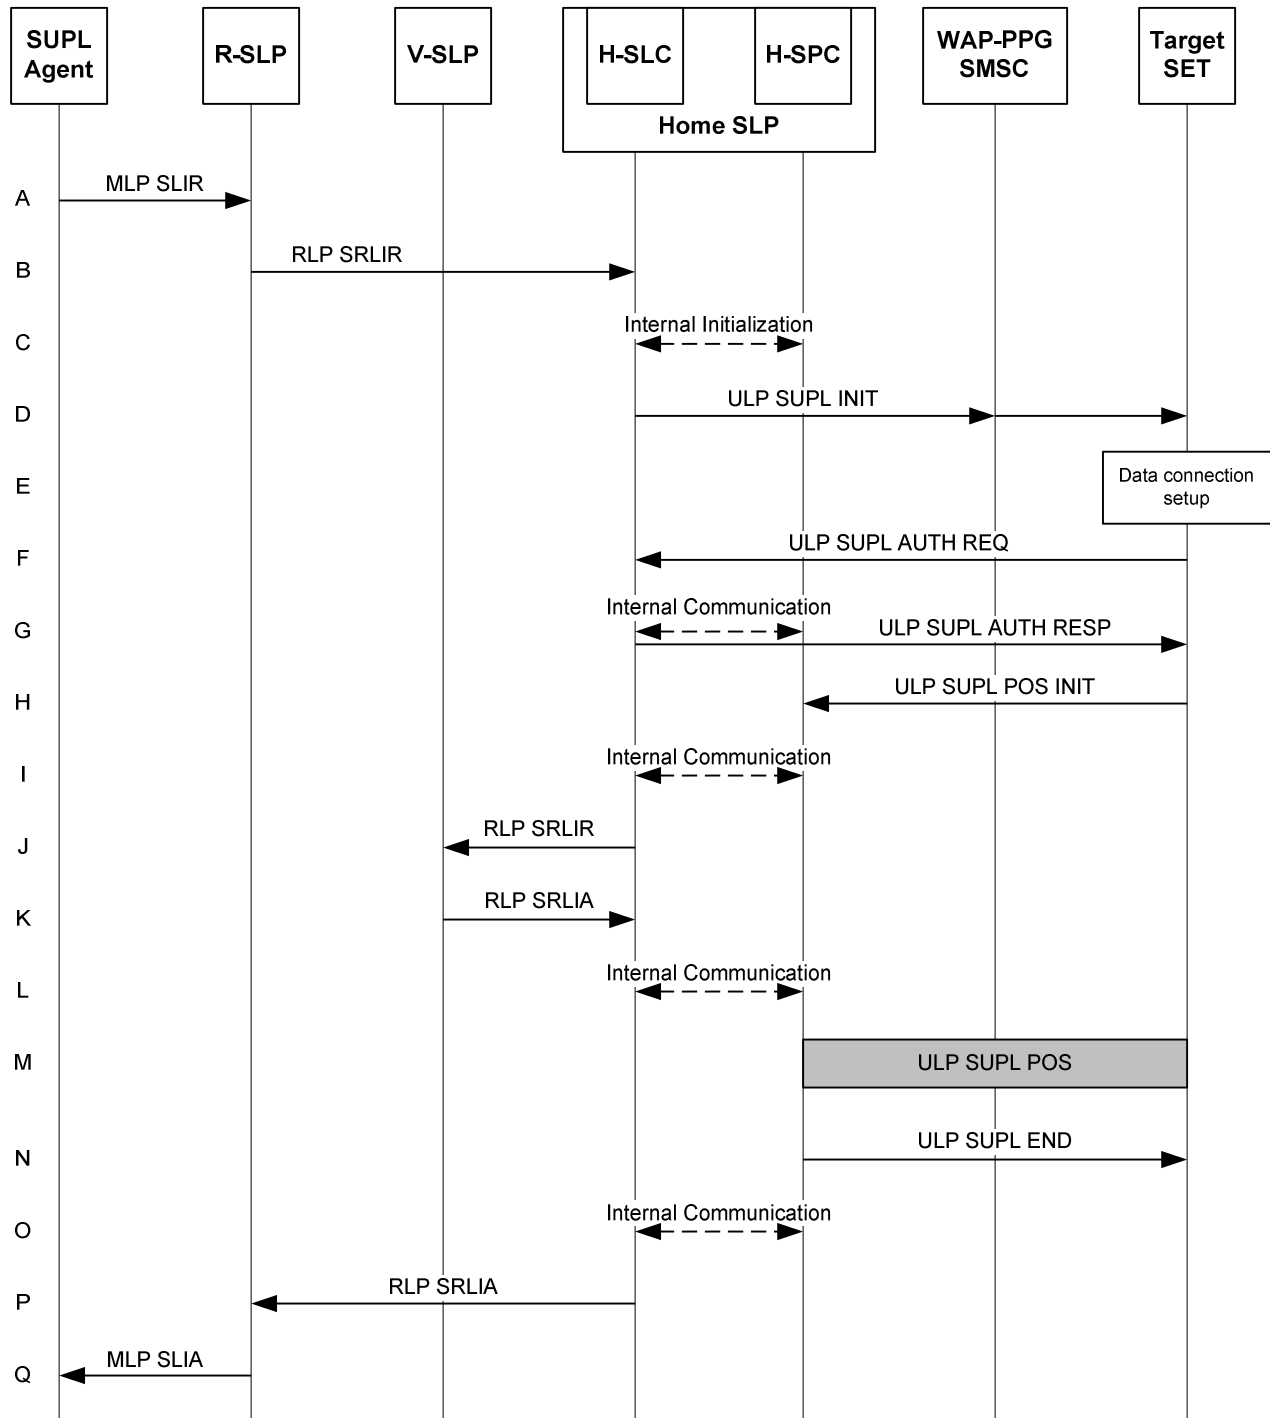 SUPL
Agent
R-SLP
V-SLP
H-SLC
H-SPC
Home SLP
WAP-PPG
SMSC
Target
SET
A
MLP SLIR
B
RLP SRLIR
C
Internal Initialization
D
ULP SUPL INIT
E
Data connection
setup
F
ULP SUPL AUTH REQ
G
Internal Communication
ULP SUPL AUTH RESP
H
ULP SUPL POS INIT
I
Internal Communication
J
RLP SRLIR
K
RLP SRLIA
L
Internal Communication
M
ULP SUPL POS
N
ULP SUPL END
O
Internal Communication
P
RLP SRLIA
Q
MLP SLIA